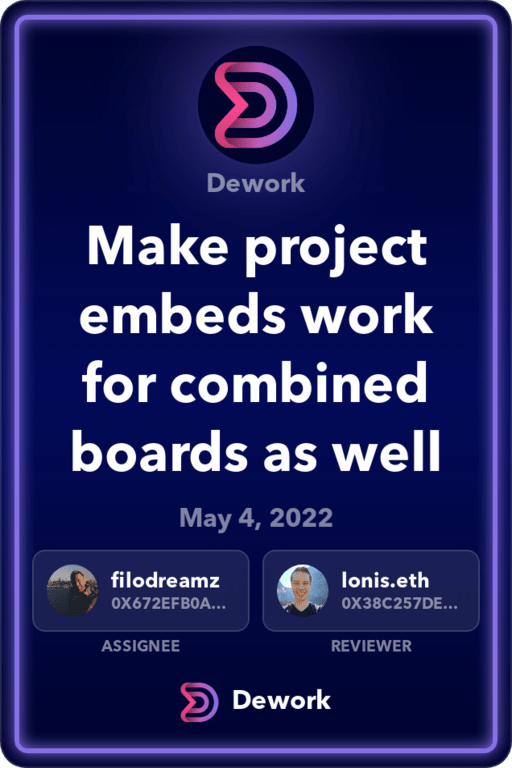 Dework
Make project
embeds work
for combined
boards as well
May 4, 2022
filodreamz
0X672EFB0A...
ASSIGNEE
lonis.eth
0X38C257DE...
REVIEWER
Dework